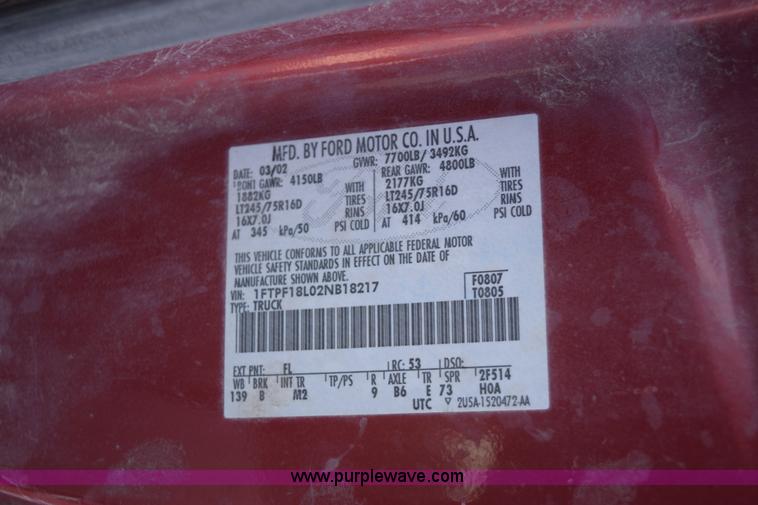 MFD. BY FORD MOTOR CO. IN U.S.A.
DATE: 03/02 GVWR: 7700LB/ 3492KG
RONT GAWR: 4150LB REAR GAWR: 4800LB
1882KG WITH 2177KG WITH
LT245/75R16D TIRES LT245/75R16D TIRES
16X7.0J RINS 16X7.0J RINS
AT 345 kPa/50 PSI COLD AT 414 kPa/60 PSI COLD
THIS VEHICLE CONFORMS TO ALL APPLICABLE FEDERAL MOTOR
VEHICLE SAFETY STANDARDS IN EFFECT ON THE DATE OF
MANUFACTURE SHOWN ABOVE.
VIN: 1FTPF18L02NB18217 F0807
TYPE: TRUCK T0805
EXT PNT: FL RC: 53 DSO:
WB BRK INT TR TP/PS R AXLE TR SPR 2F514
139 B M2 9 B6 E 73 H0A
UTC 2U5A-1520472-AA
www.purplewave.com